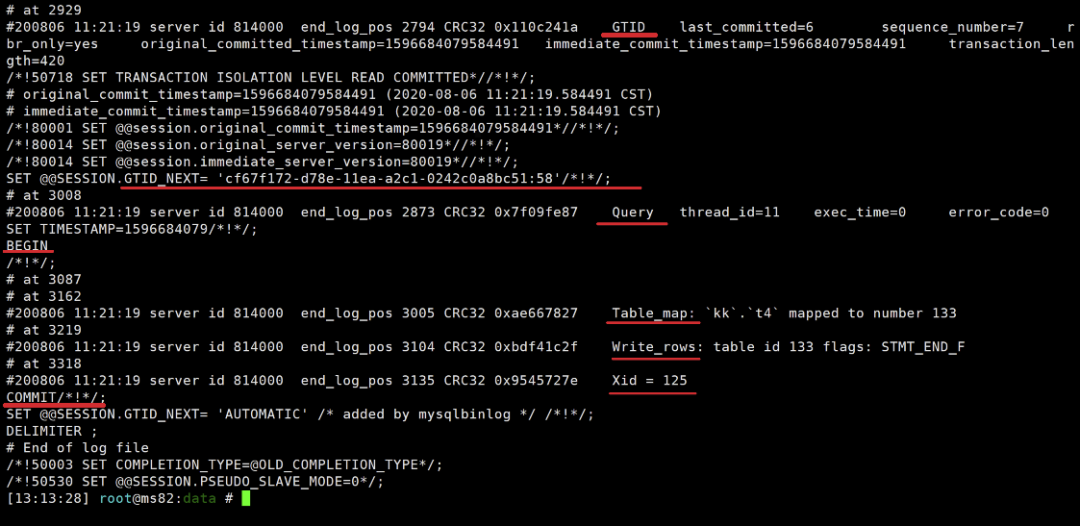 # at 2929
#200806 11:21:19 server id 814000  end_log_pos 2794 CRC32 0x110c241a    GTID    last_committed=6        sequence_number=7       r
br_only=yes     original_committed_timestamp=1596684079584491   immediate_commit_timestamp=1596684079584491     transaction_len
gth=420
/*!50718 SET TRANSACTION ISOLATION LEVEL READ COMMITTED*//*!*/;
# original_commit_timestamp=1596684079584491 (2020-08-06 11:21:19.584491 CST)
# immediate_commit_timestamp=1596684079584491 (2020-08-06 11:21:19.584491 CST)
/*!80001 SET @@session.original_commit_timestamp=1596684079584491*//*!*/;
/*!80014 SET @@session.original_server_version=80019*//*!*/;
/*!80014 SET @@session.immediate_server_version=80019*//*!*/;
SET @@SESSION.GTID_NEXT= 'cf67f172-d78e-11ea-a2c1-0242c0a8bc51:58'/*!*/;
# at 3008
#200806 11:21:19 server id 814000  end_log_pos 2873 CRC32 0x7f09fe87    Query   thread_id=11    exec_time=0     error_code=0
SET TIMESTAMP=1596684079/*!*/;
BEGIN
/*!*/;
# at 3087
# at 3162
#200806 11:21:19 server id 814000  end_log_pos 3005 CRC32 0xae667827    Table_map: `kk`.`t4` mapped to number 133
# at 3219
#200806 11:21:19 server id 814000  end_log_pos 3104 CRC32 0xbdf41c2f    Write_rows: table id 133 flags: STMT_END_F
# at 3318
#200806 11:21:19 server id 814000  end_log_pos 3135 CRC32 0x9545727e    Xid = 125
COMMIT/*!*/;
SET @@SESSION.GTID_NEXT= 'AUTOMATIC' /* added by mysqlbinlog */ /*!*/;
DELIMITER ;
# End of log file
/*!50003 SET COMPLETION_TYPE=@OLD_COMPLETION_TYPE*/;
/*!50530 SET @@SESSION.PSEUDO_SLAVE_MODE=0*/;
[13:13:28] root@ms82:data #